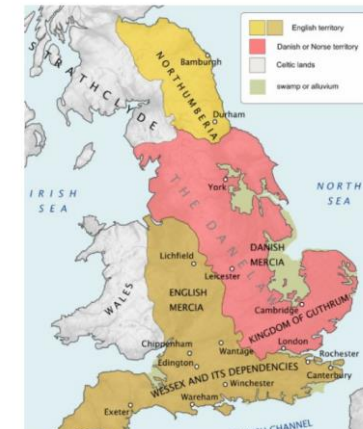 English territory
Danish or Norse territory
Celtic lands
swamp or alluvium
STRATHCLYDE
NORTHUMBERIA
Bamburgh
Durham
IRISH
SEA
NORTH
SEA
York
THE DANELAW
DANISH
MERCIA
Lichfield
Leicester
ENGLISH
MERCIA
WALES
Cambridge
KINGDOM OF GUTHRUM
Chippenham
Wantage
London
Rochester
Edington
Canterbury
WESSEX AND ITS DEPENDENCIES
Winchester
Wareham
Exeter
CHANNEL